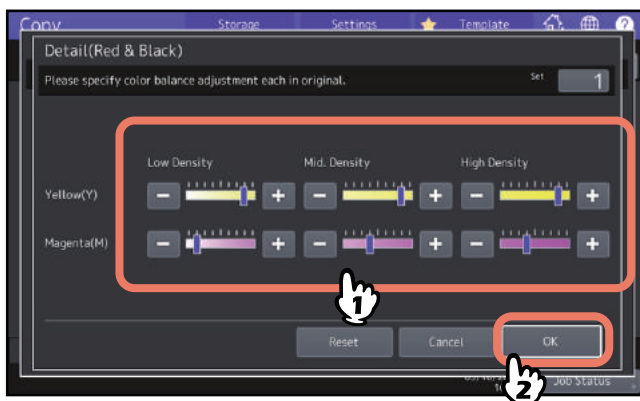 Copy Storage Settings Template
Detail(Red & Black)
Please specify color balance adjustment each in original. Set 1
Low Density Mid. Density High Density
Yellow(Y) − + − + − +
Magenta(M) − + − + − +
1
Reset Cancel OK
2
Job Status